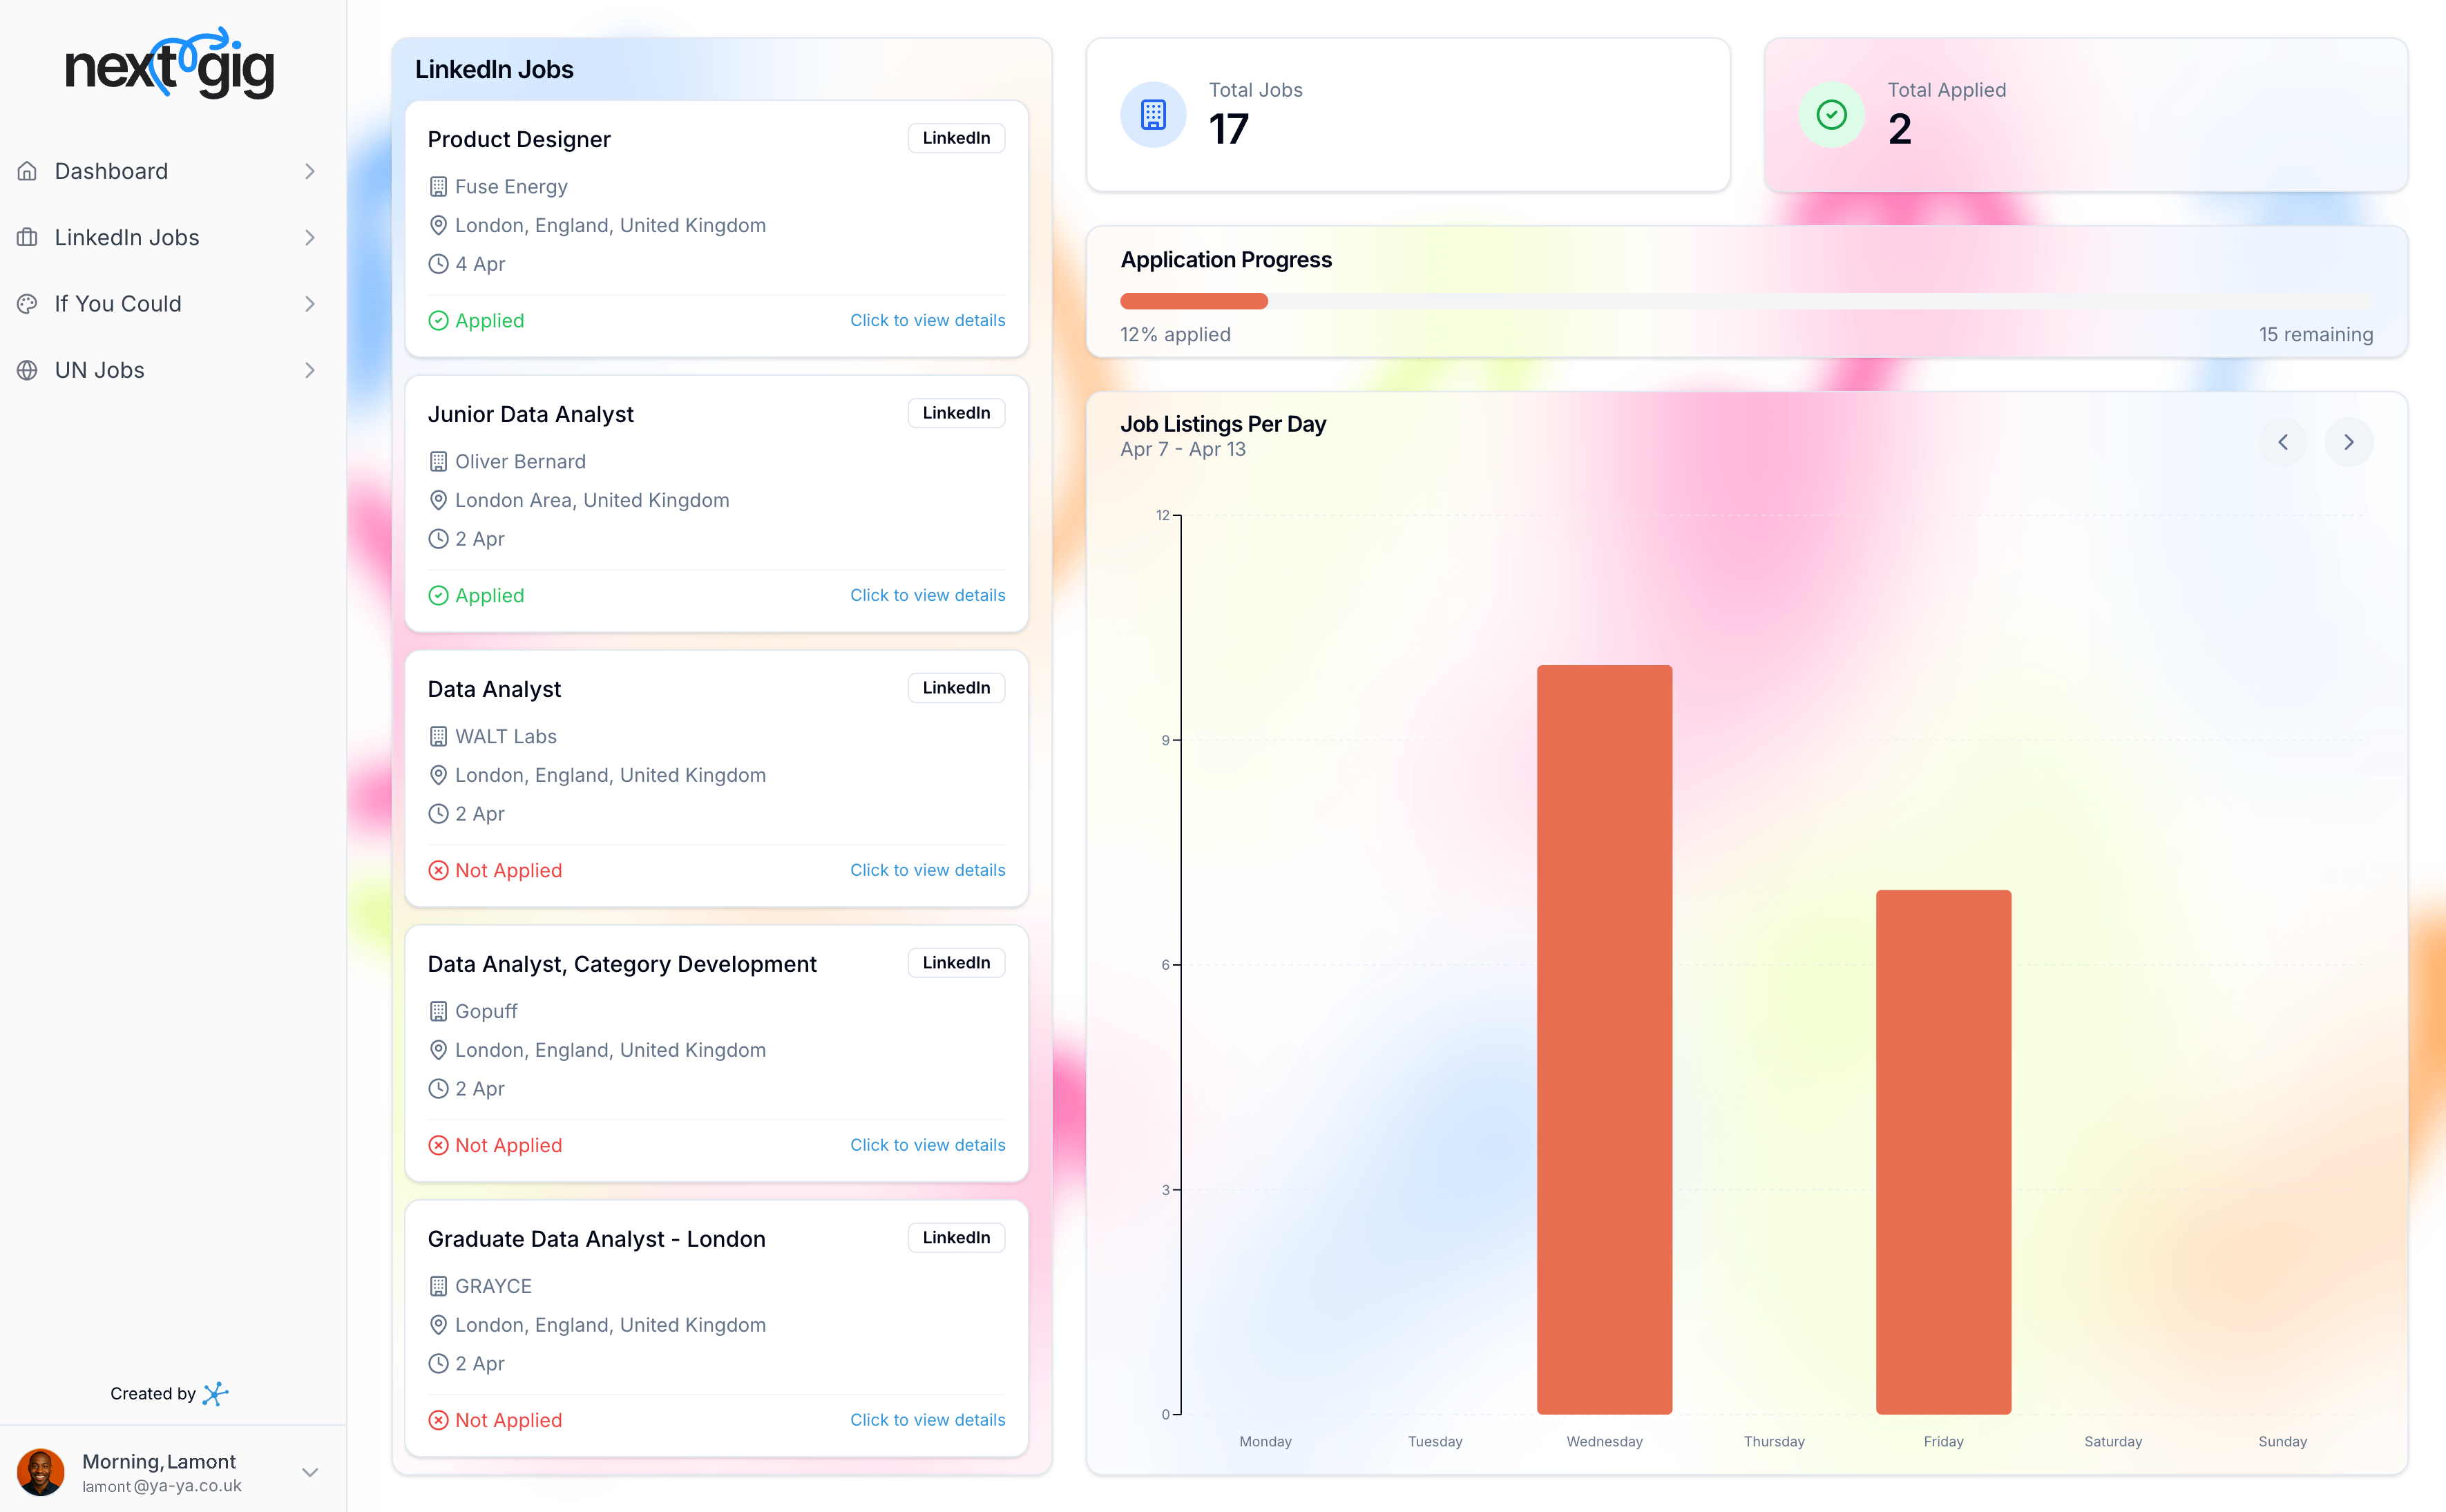 next gig
Dashboard
LinkedIn Jobs
If You Could
UN Jobs
Created by
Morning, Lamont
lamont@ya-ya.co.uk
LinkedIn Jobs
Product Designer
LinkedIn
Fuse Energy
London, England, United Kingdom
4 Apr
Applied
Click to view details
Junior Data Analyst
LinkedIn
Oliver Bernard
London Area, United Kingdom
2 Apr
Applied
Click to view details
Data Analyst
LinkedIn
WALT Labs
London, England, United Kingdom
2 Apr
Not Applied
Click to view details
Data Analyst, Category Development
LinkedIn
Gopuff
London, England, United Kingdom
2 Apr
Not Applied
Click to view details
Graduate Data Analyst - London
LinkedIn
GRAYCE
London, England, United Kingdom
2 Apr
Not Applied
Click to view details
Total Jobs
17
Total Applied
2
Application Progress
12% applied
15 remaining
Job Listings Per Day
Apr 7 - Apr 13
12
9
6
3
0
Monday
Tuesday
Wednesday
Thursday
Friday
Saturday
Sunday